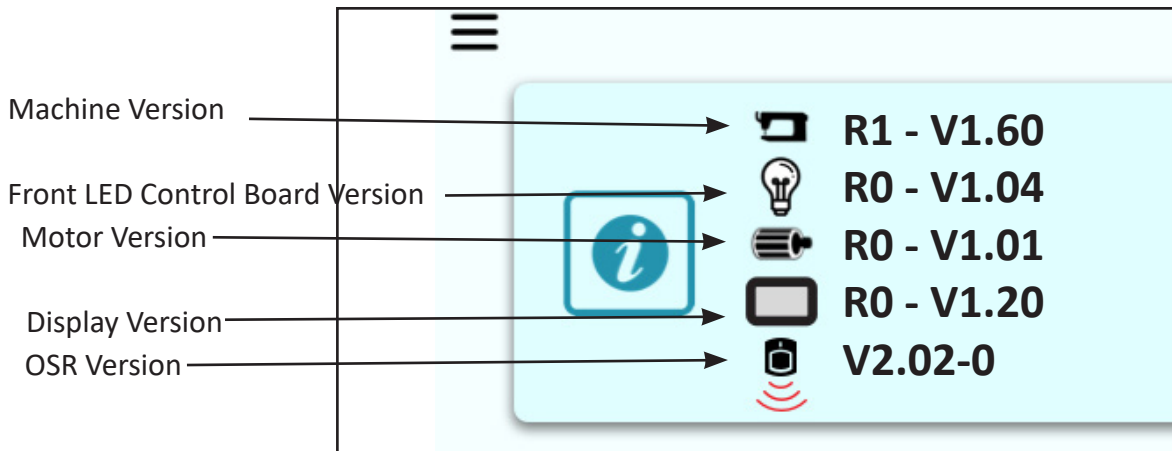 Machine Version
R1 - V1.60
Front LED Control Board Version
R0 - V1.04
Motor Version
R0 - V1.01
Display Version
R0 - V1.20
OSR Version
V2.02-0
i